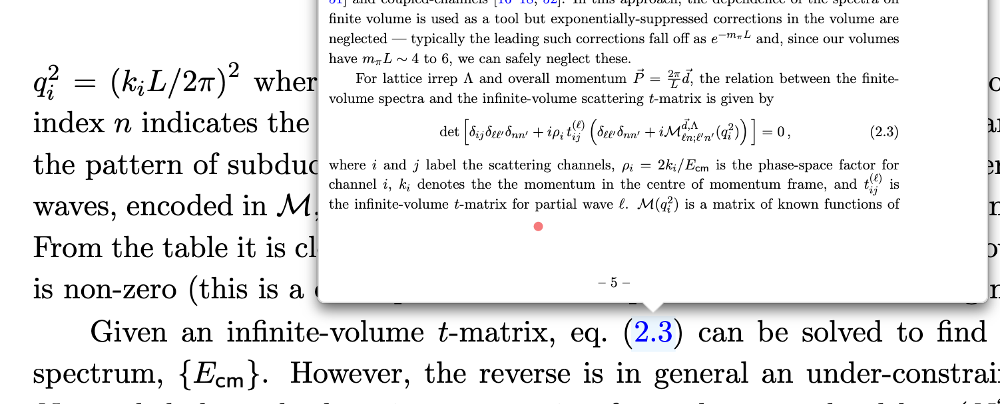 and coupled-channels In this approach, the dependence of the spectra on
finite volume is used as a tool but exponentially-suppressed corrections in the volume are
neglected — typically the leading such corrections fall off as e^{−m_π L} and, since our volumes
have m_π L ∼ 4 to 6, we can safely neglect these.
For lattice irrep Λ and overall momentum \vec{P} = \frac{2π}{L}\vec{d}, the relation between the finite-
volume spectra and the infinite-volume scattering t-matrix is given by
det [δ_{ij}δ_{ℓℓ′}δ_{nn′} + iρ_i t_{ij}^{(ℓ)} (δ_{ℓℓ′}δ_{nn′} + iℳ^{\vec{d},Λ}_{ℓn;ℓ′n′}(q_i^2))] = 0 , (2.3)
where i and j label the scattering channels, ρ_i = 2k_i/E_{cm} is the phase-space factor for
channel i, k_i denotes the the momentum in the centre of momentum frame, and t_{ij}^{(ℓ)} is
the infinite-volume t-matrix for partial wave ℓ. ℳ(q_i^2) is a matrix of known functions of
– 5 –
q_i^2 = (k_i L/2π)^2 wher
index n indicates the
the pattern of subduc
waves, encoded in ℳ,
From the table it is cl
is non-zero (this is a
Given an infinite-volume t-matrix, eq. (2.3) can be solved to find
spectrum, {E_{cm}}. However, the reverse is in general an under-constrai